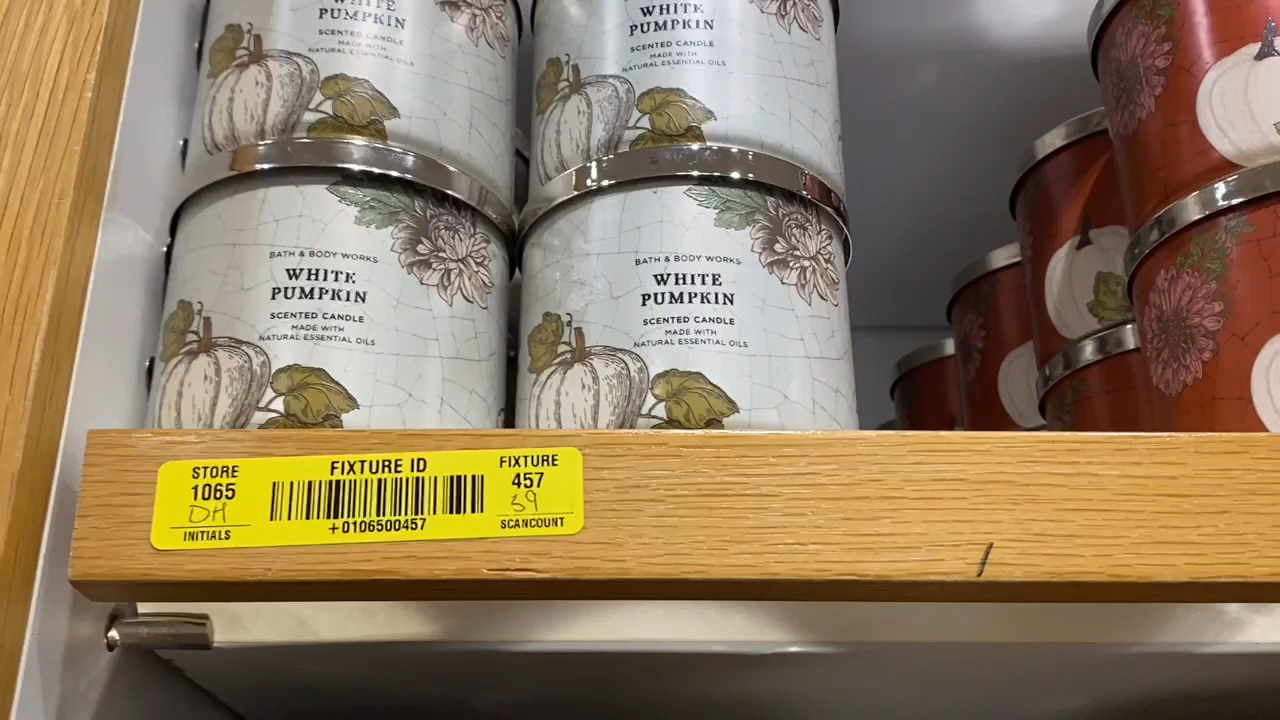 WHITE
PUMPKIN
SCENTED CANDLE
MADE WITH
NATURAL ESSENTIAL OILS
WHITE
PUMPKIN
SCENTED CANDLE
MADE WITH
NATURAL ESSENTIAL OILS
BATH & BODY WORKS
WHITE
PUMPKIN
SCENTED CANDLE
MADE WITH
NATURAL ESSENTIAL OILS
BATH & BODY WORKS
WHITE
PUMPKIN
SCENTED CANDLE
MADE WITH
NATURAL ESSENTIAL OILS
STORE
1065
DH
INITIALS
FIXTURE ID
+0106500457
FIXTURE
457
39
SCANCOUNT